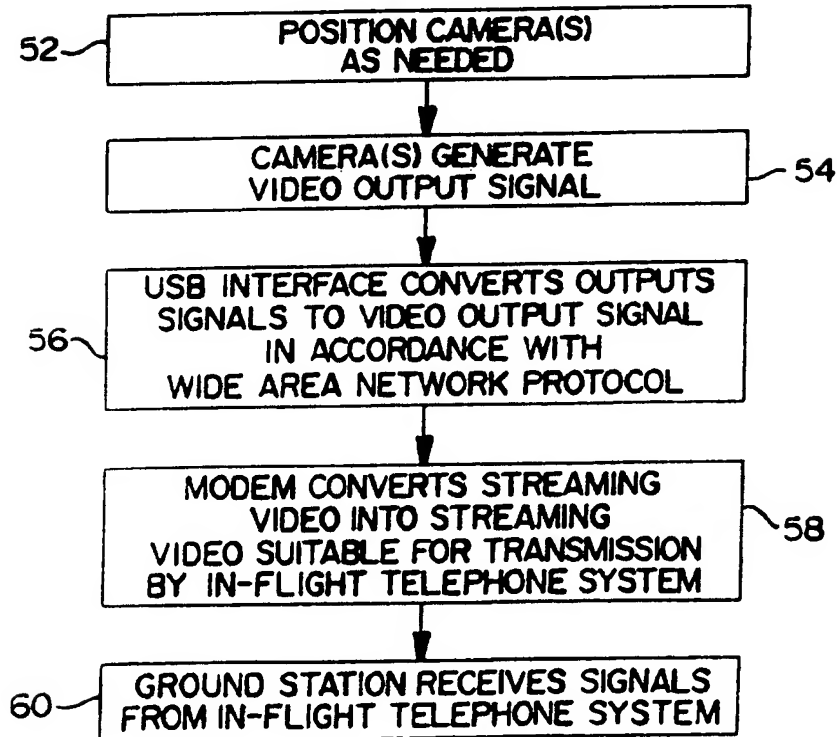 52
POSITION CAMERA(S)
AS NEEDED
CAMERA(S) GENERATE
VIDEO OUTPUT SIGNAL
54
USB INTERFACE CONVERTS OUTPUTS
SIGNALS TO VIDEO OUTPUT SIGNAL
56
IN ACCORDANCE WITH
WIDE AREA NETWORK PROTOCOL
MODEM CONVERTS STREAMING
VIDEO INTO STREAMING
58
VIDEO SUITABLE FOR TRANSMISSION
BY IN-FLIGHT TELEPHONE SYSTEM
GROUND STATION RECEIVES SIGNALS
60
FROM IN-FLIGHT TELEPHONE SYSTEM